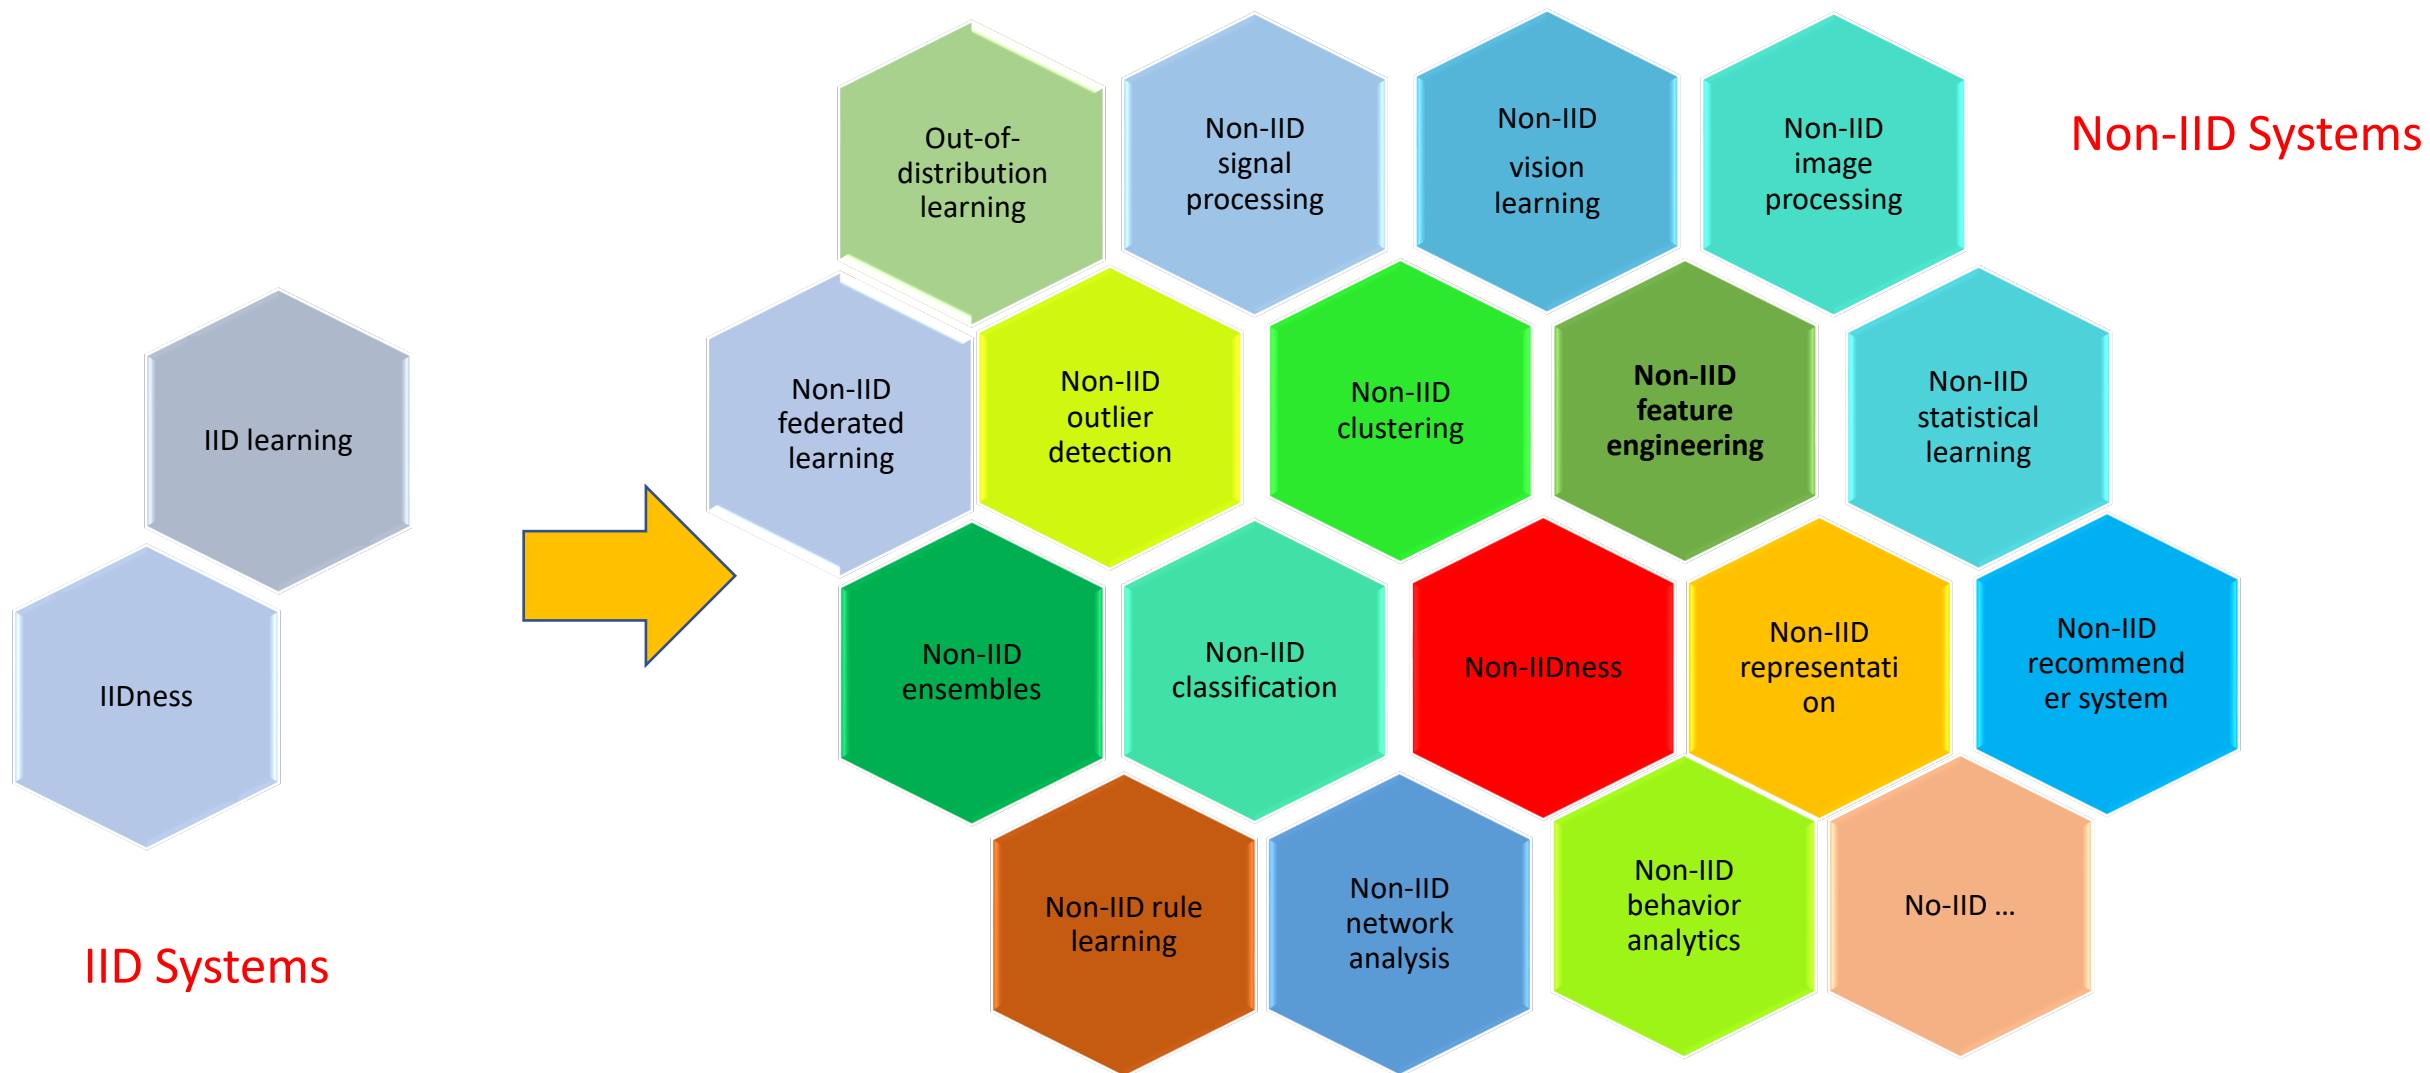 Out-of-
distribution
learning
Non-IID
signal
processing
Non-IID
vision
learning
Non-IID
image
processing
Non-IID Systems
IID learning
IIDness
IID Systems
Non-IID
federated
learning
Non-IID
outlier
detection
Non-IID
clustering
Non-IID
feature
engineering
Non-IID
statistical
learning
Non-IID
ensembles
Non-IID
classification
Non-IIDness
Non-IID
representati
on
Non-IID
recommend
er system
Non-IID rule
learning
Non-IID
network
analysis
Non-IID
behavior
analytics
No-IID ...